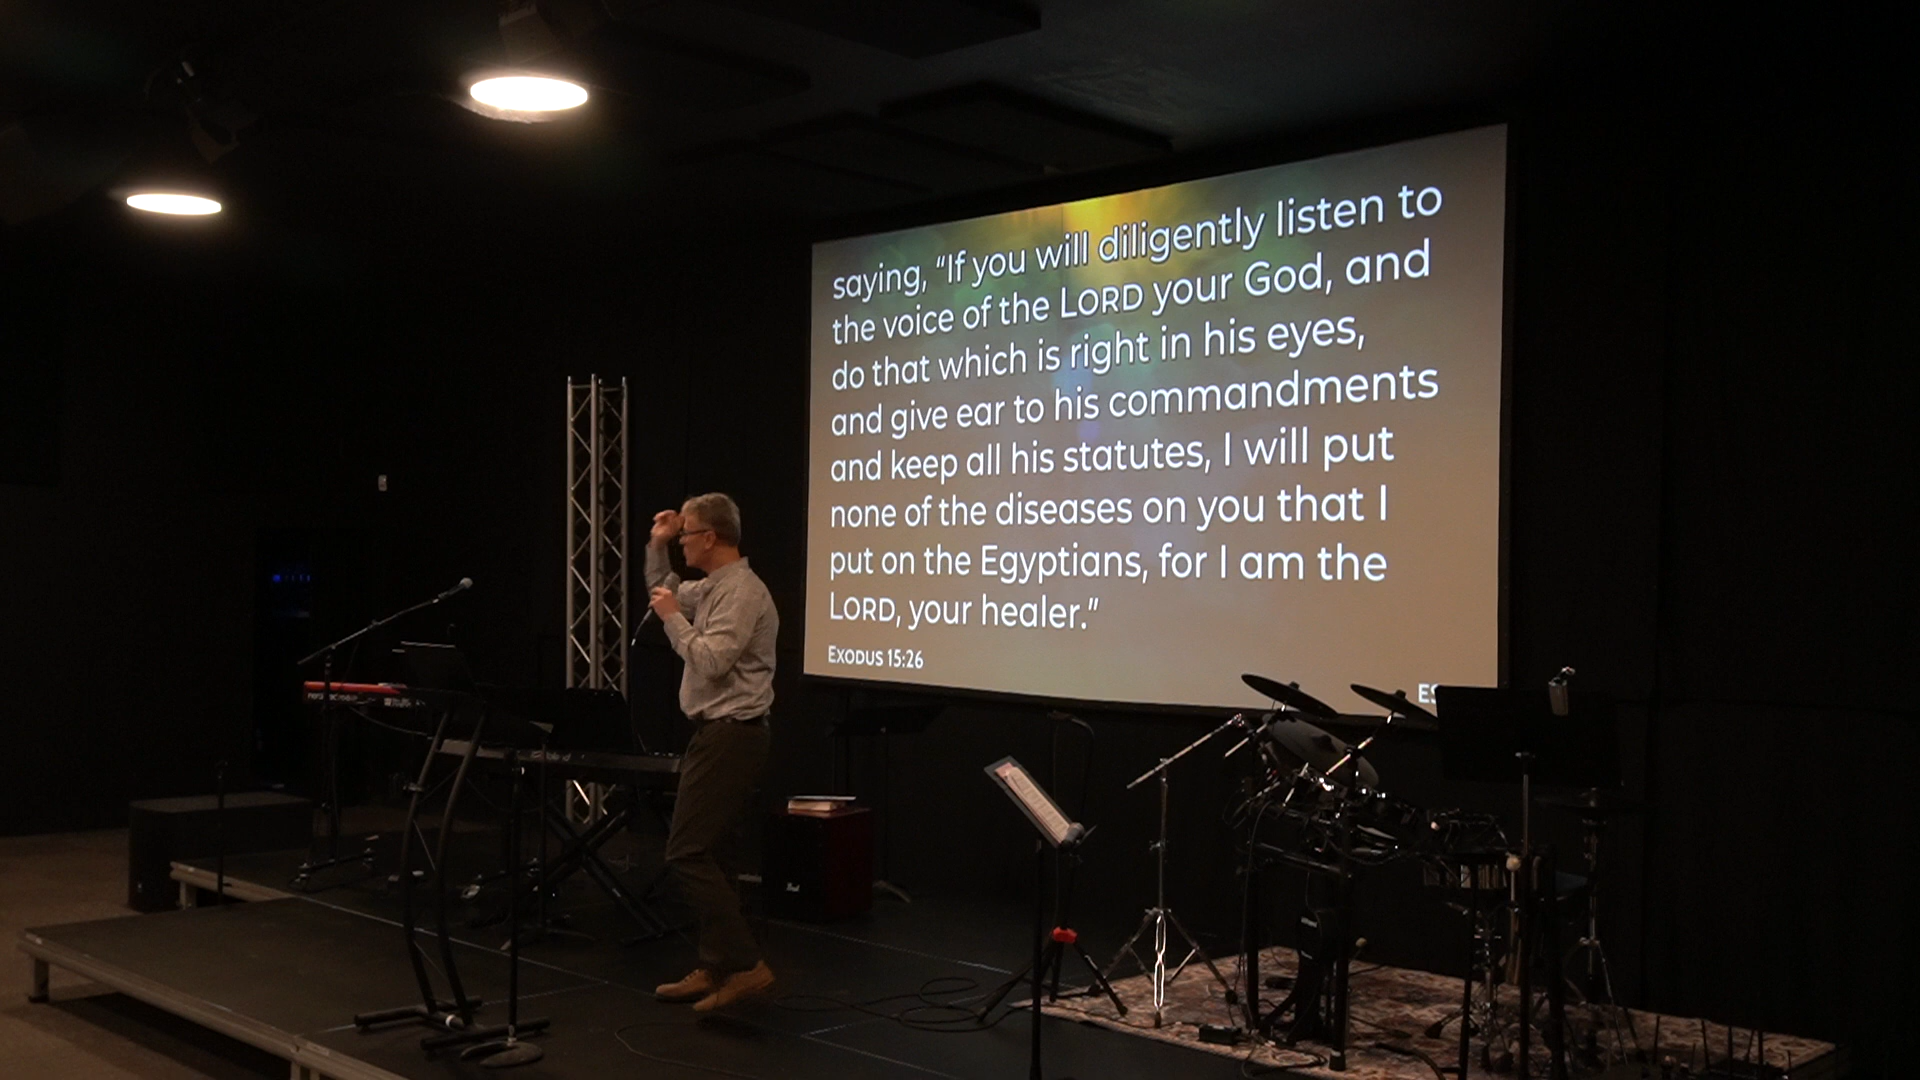 saying, “If you will diligently listen to
the voice of the LORD your God, and
do that which is right in his eyes,
and give ear to his commandments
and keep all his statutes, I will put
none of the diseases on you that I
put on the Egyptians, for I am the
LORD, your healer.”
EXODUS 15:26
ES